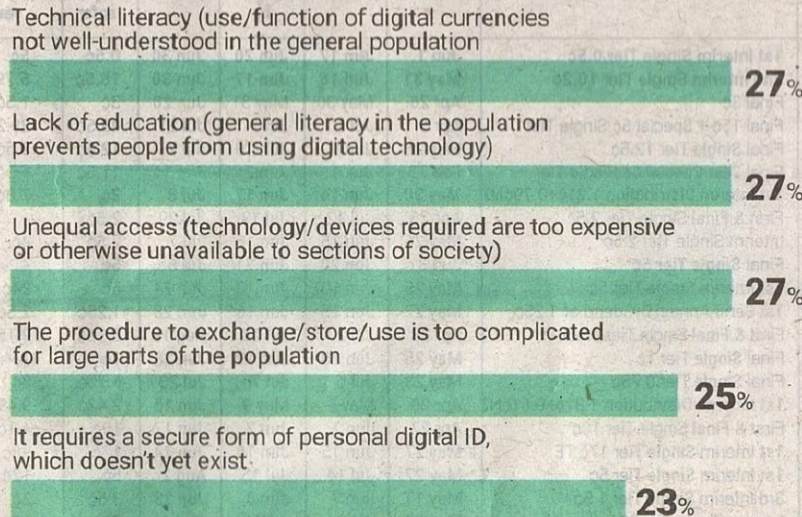 Technical literacy (use/function of digital currencies
not well-understood in the general population
27%
Lack of education (general literacy in the population
prevents people from using digital technology)
27%
Unequal access (technology/devices required are too expensive
or otherwise unavailable to sections of society)
27%
The procedure to exchange/store/use is too complicated
for large parts of the population
25%
It requires a secure form of personal digital ID,
which doesn't yet exist
23%